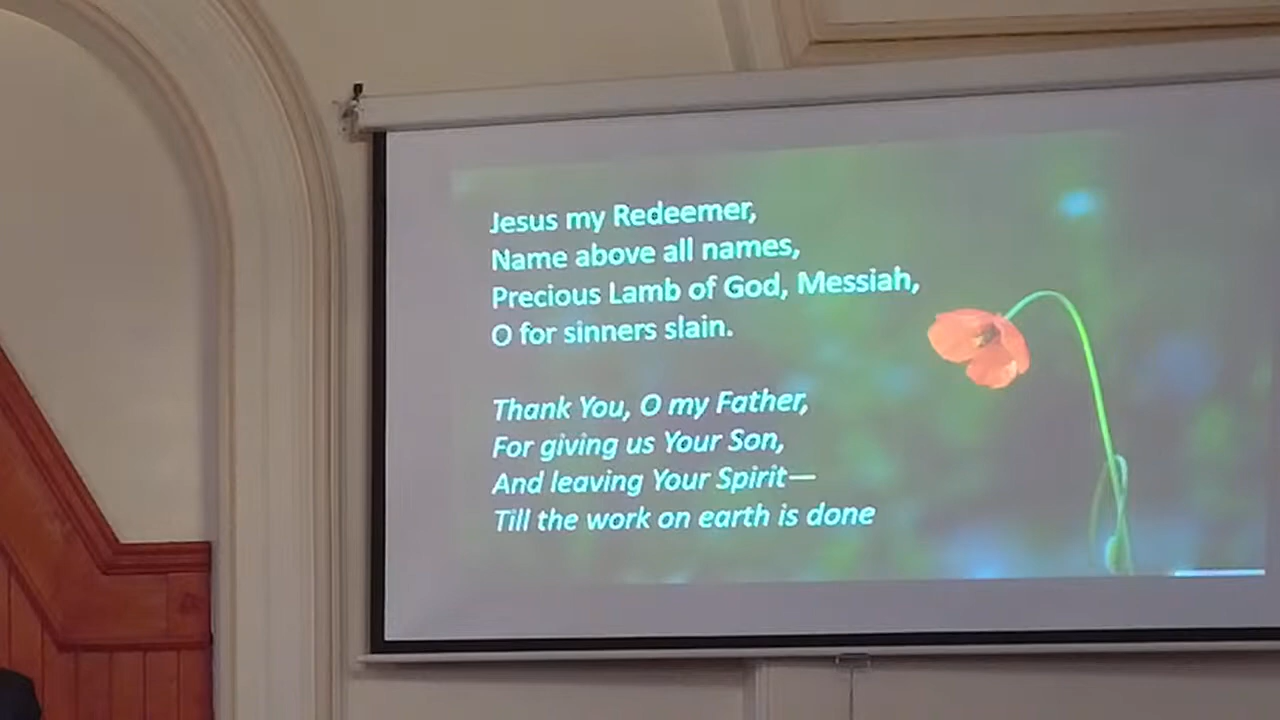 Jesus my Redeemer,
Name above all names,
Precious Lamb of God, Messiah,
O for sinners slain.
Thank You, O my Father,
For giving us Your Son,
And leaving Your Spirit—
Till the work on earth is done